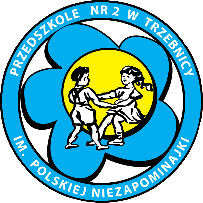 PRZEDSZKOLE NR 2 W TRZEBNICY
IM. POLSKIEJ NIEZAPOMINAJKI